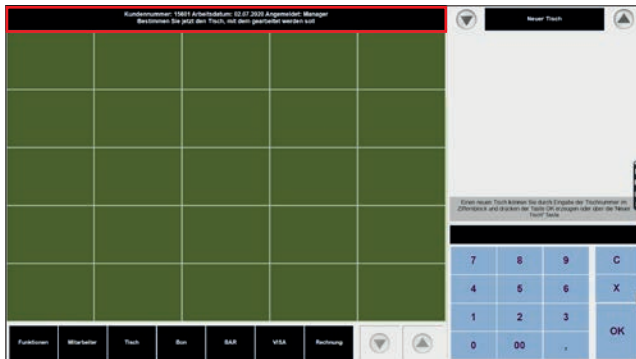 Kundennummer: 15601 Arbeitsdatum: 02.07.2020 Angemeldet: Manager
Bestimmen Sie jetzt den Tisch, mit dem gearbeitet werden soll
Neuer Tisch
Einen neuen Tisch können Sie durch Eingabe der Tischnummer im
Ziffernblock und drücken der Taste OK erzeugen oder über die "Neuer
Tisch" Taste
7 8 9 C
4 5 6 X
1 2 3
OK
0 00 ,
Funktionen Mitarbeiter Tisch Bon BAR VISA Rechnung